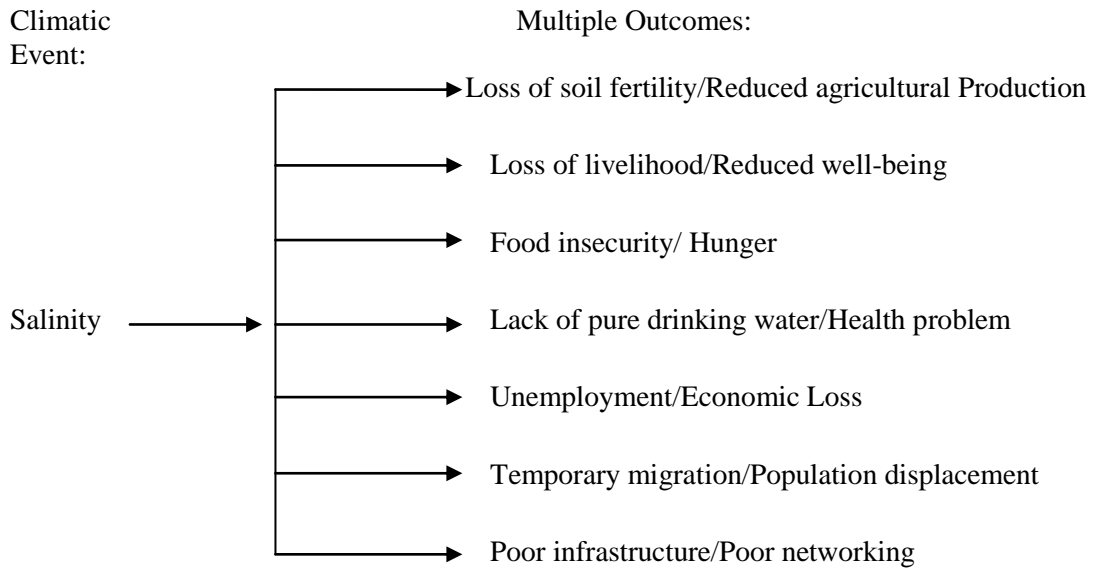 Climatic
Event:
Multiple Outcomes:
Loss of soil fertility/Reduced agricultural Production
Loss of livelihood/Reduced well-being
Food insecurity/ Hunger
Salinity
Lack of pure drinking water/Health problem
Unemployment/Economic Loss
Temporary migration/Population displacement
Poor infrastructure/Poor networking